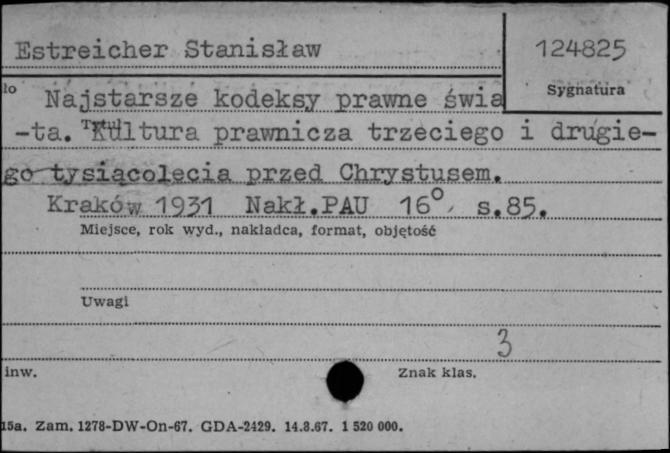 Estreicher Stanisław
124825
Sygnatura
lo
Najstarsze kodeksy prawne świa
-ta. Kultura prawnicza trzeciego i drugie-
Tytuł
go tysiącolecia przed Chrystusem.
Kraków 1931 Nakł.PAU 16°, s.85.
Miejsce, rok wyd., nakładca, format, objętość
Uwagi
3
inw.
Znak klas.
15a. Zam. 1278-DW-On-67. GDA-2429. 14.8.67. 1 520 000.